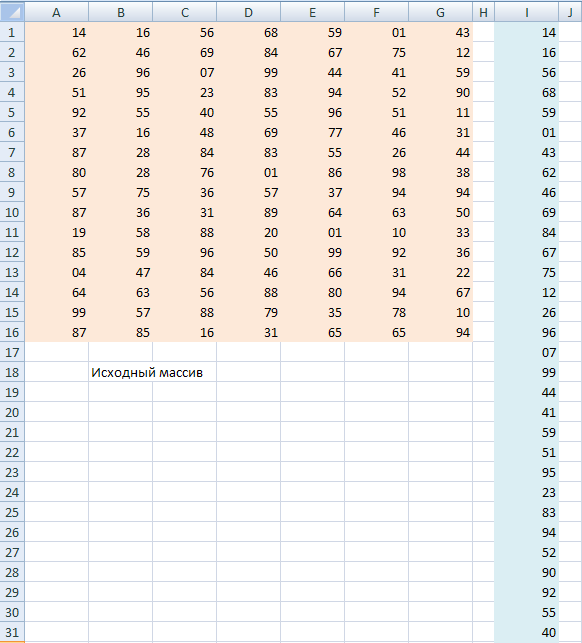 A B C D E F G H I J
1 14 16 56 68 59 01 43 14
2 62 46 69 84 67 75 12 16
3 26 96 07 99 44 41 59 56
4 51 95 23 83 94 52 90 68
5 92 55 40 55 96 51 11 59
6 37 16 48 69 77 46 31 01
7 87 28 84 83 55 26 44 43
8 80 28 76 01 86 98 38 62
9 57 75 36 57 37 94 94 46
10 87 36 31 89 64 63 50 69
11 19 58 88 20 01 10 33 84
12 85 59 96 50 99 92 36 67
13 04 47 84 46 66 31 22 75
14 64 63 56 88 80 94 67 12
15 99 57 88 79 35 78 10 26
16 87 85 16 31 65 65 94 96
17 07
18 Исходный массив 99
19 44
20 41
21 59
22 51
23 95
24 23
25 83
26 94
27 52
28 90
29 92
30 55
31 40